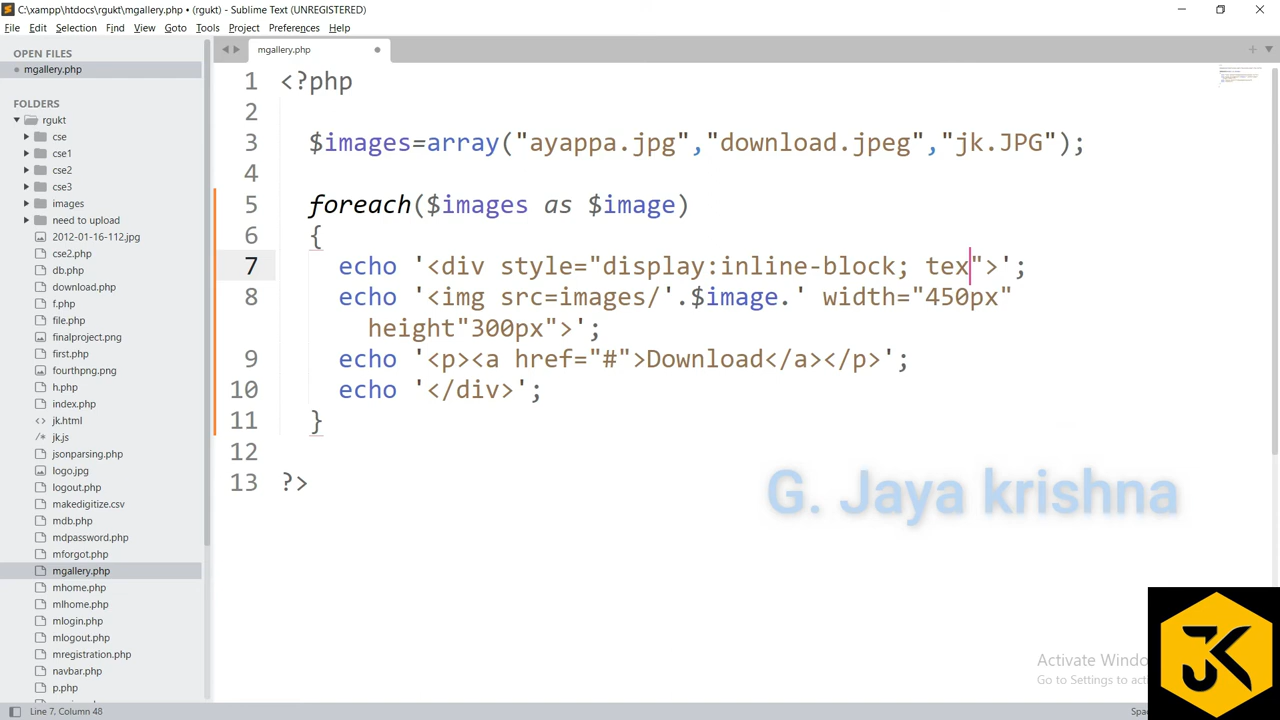 C:\xampp\htdocs\rgukt\mgallery.php • (rgukt) - Sublime Text (UNREGISTERED)
File Edit Selection Find View Goto Tools Project Preferences Help
OPEN FILES
mgallery.php
FOLDERS
rgukt
cse
cse1
cse2
cse3
images
need to upload
2012-01-16-112.jpg
cse2.php
db.php
download.php
f.php
file.php
finalproject.png
first.php
fourthpng.png
h.php
index.php
jk.html
jk.js
jsonparsing.php
logo.jpg
logout.php
makedigitize.csv
mdb.php
mdpassword.php
mforgot.php
mgallery.php
mhome.php
mlhome.php
mlogin.php
mlogout.php
mregistration.php
navbar.php
p.php
mgallery.php
1 <?php
2
3 $images=array("ayappa.jpg","download.jpeg","jk.JPG");
4
5 foreach($images as $image)
6 {
7 echo '<div style="display:inline-block; tex">';
8 echo '<img src=images/'.$image.' width="450px"
height"300px">';
9 echo '<p><a href="#">Download</a></p>';
10 echo '</div>';
11 }
12
13 ?>
G. Jaya krishna
Activate Windo
Go to Settings to act
JK
Line 7, Column 48
Spac